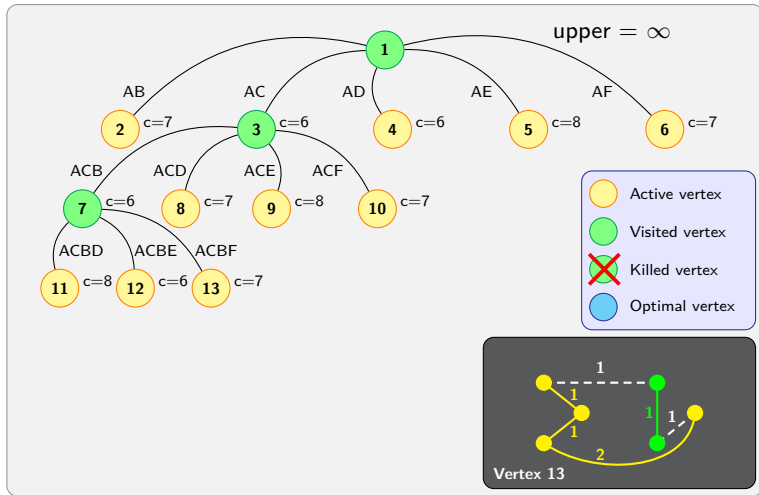 upper = ∞
1
AB
AC
AD
AE
AF
2 c=7
3 c=6
4 c=6
5 c=8
6 c=7
ACB
ACD
ACE
ACF
7 c=6
8 c=7
9 c=8
10 c=7
ACBD
ACBE
ACBF
11 c=8
12 c=6
13 c=7
Active vertex
Visited vertex
Killed vertex
Optimal vertex
1
1
1
1
1
2
Vertex 13